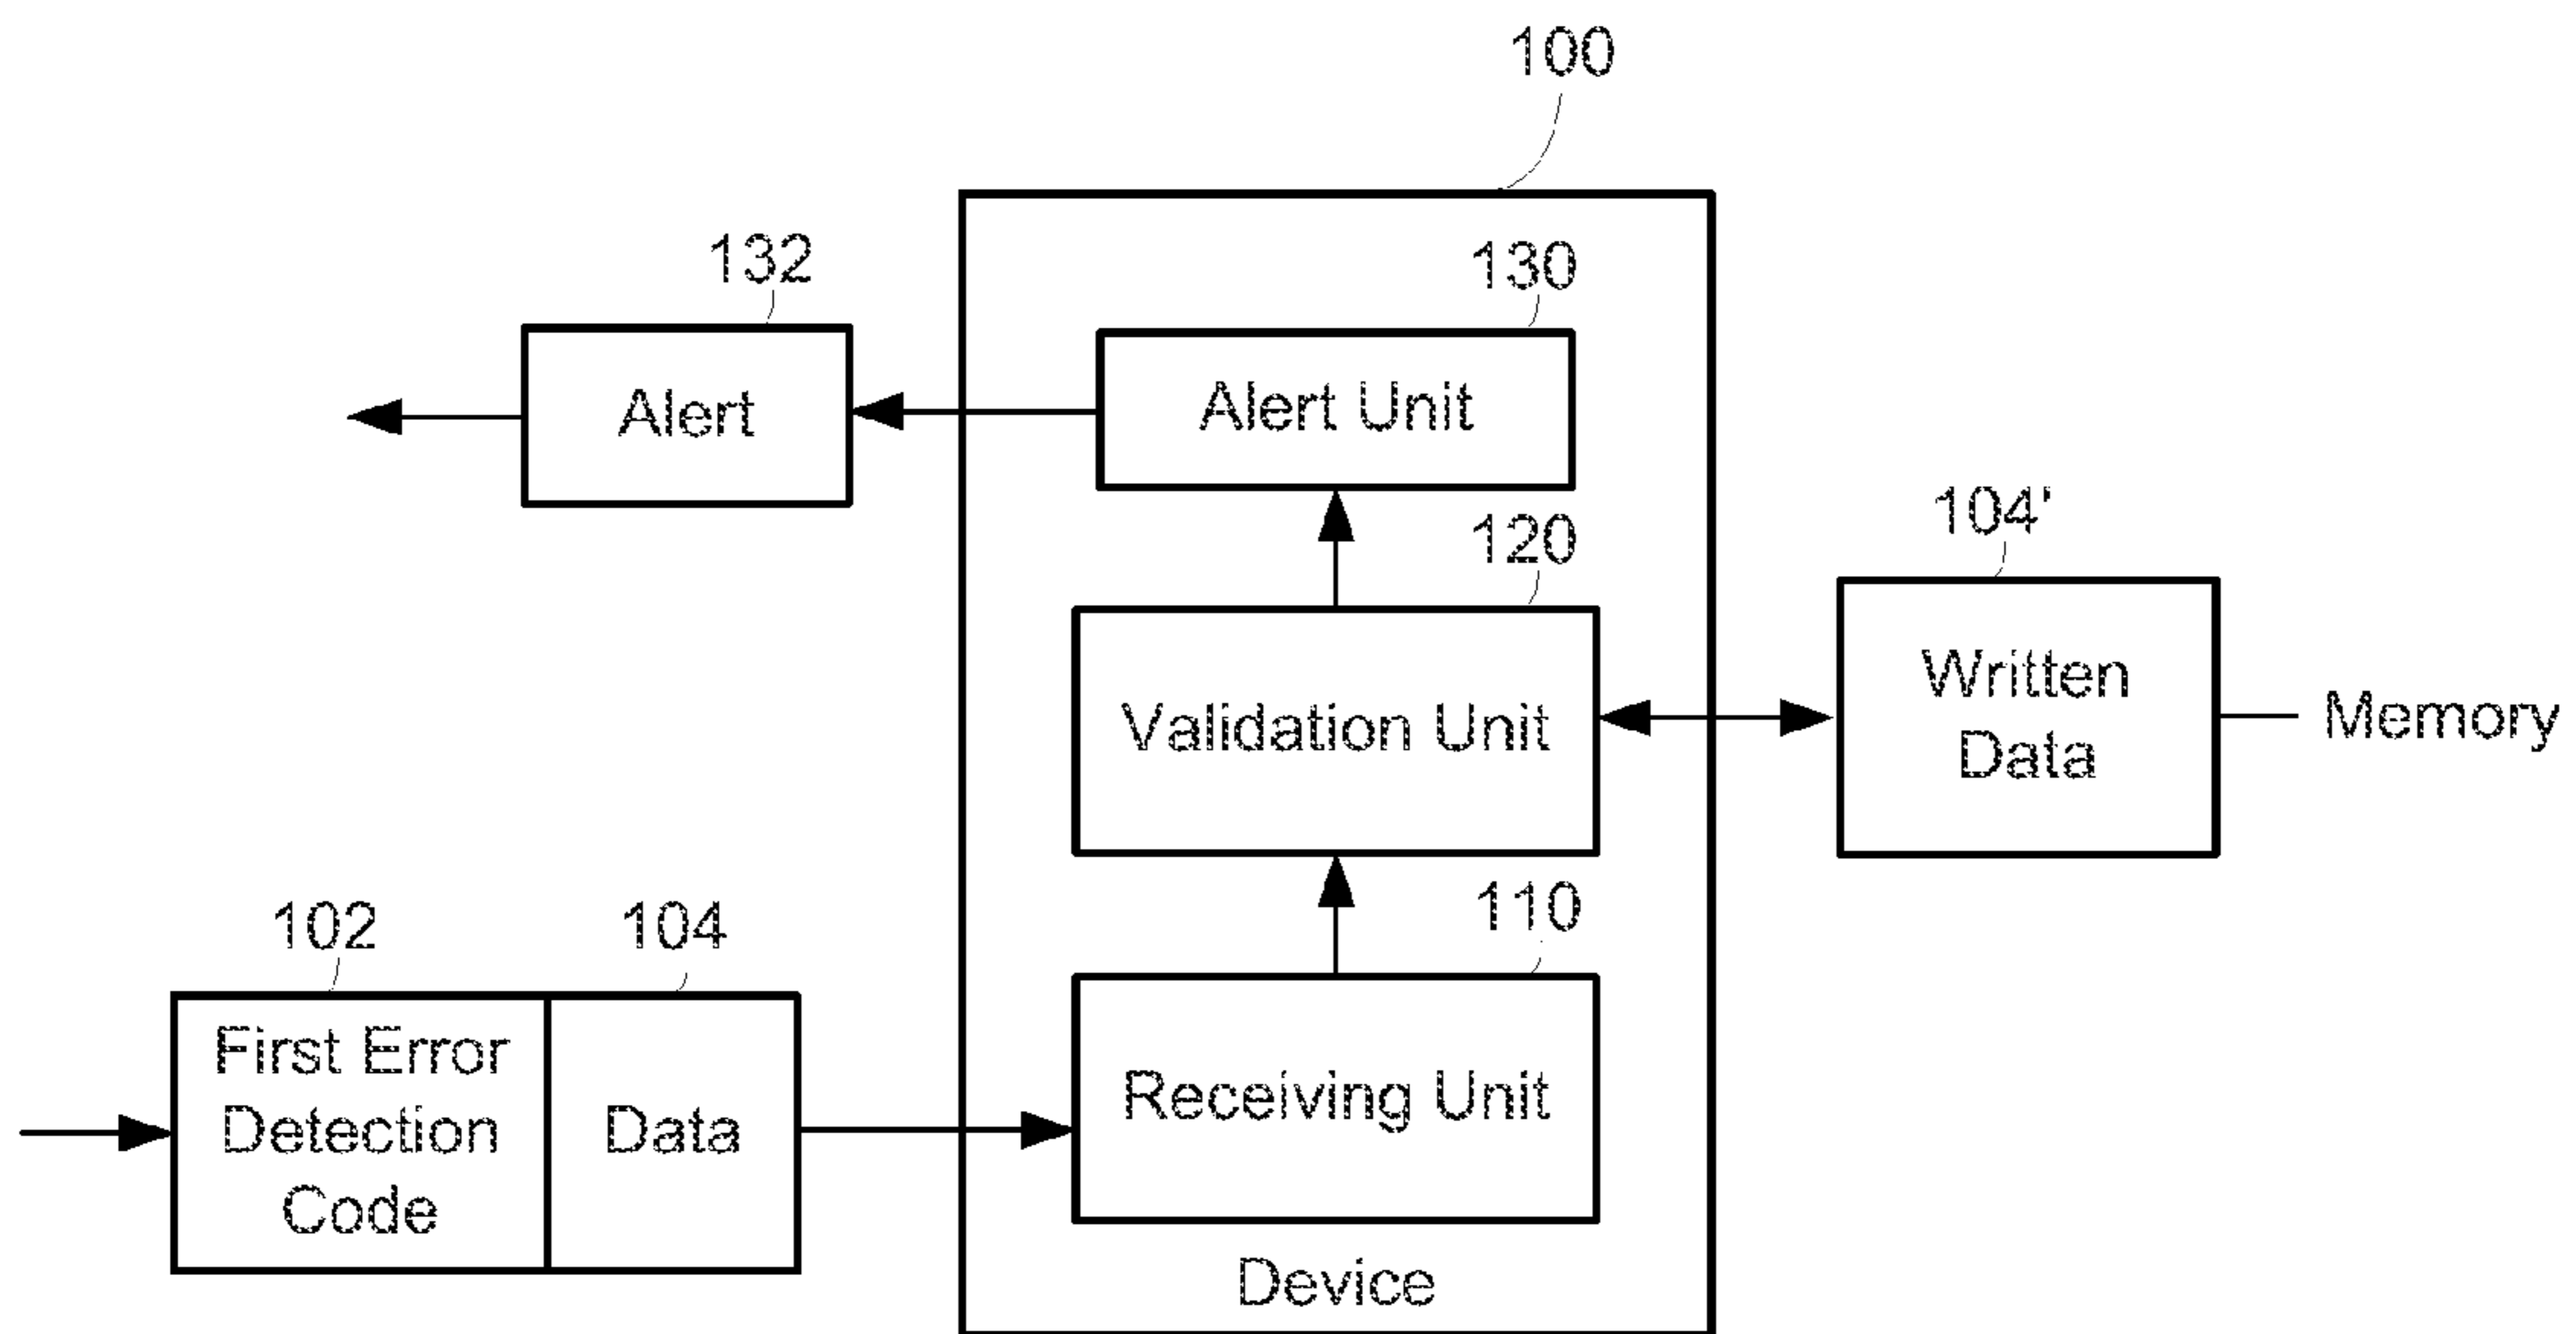 100
132
130
Alert
Alert Unit
120
104'
Validation Unit
Written
Data
Memory
102
104
110
First Error
Detection
Code
Data
Receiving Unit
Device